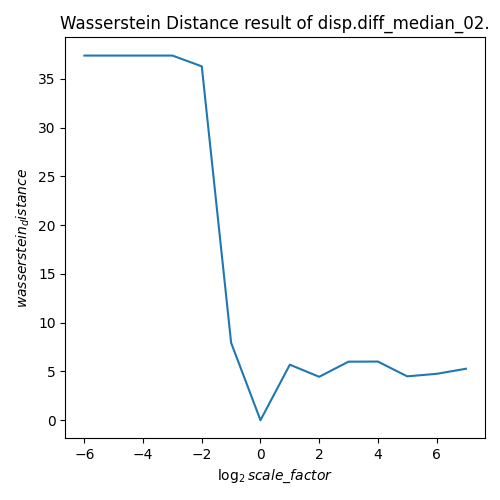 Wasserstein Distance result of disp.diff_median_02.
35
30
25
20
15
10
5
0
wasserstein_distance
−6 −4 −2 0 2 4 6
log₂ scale_factor